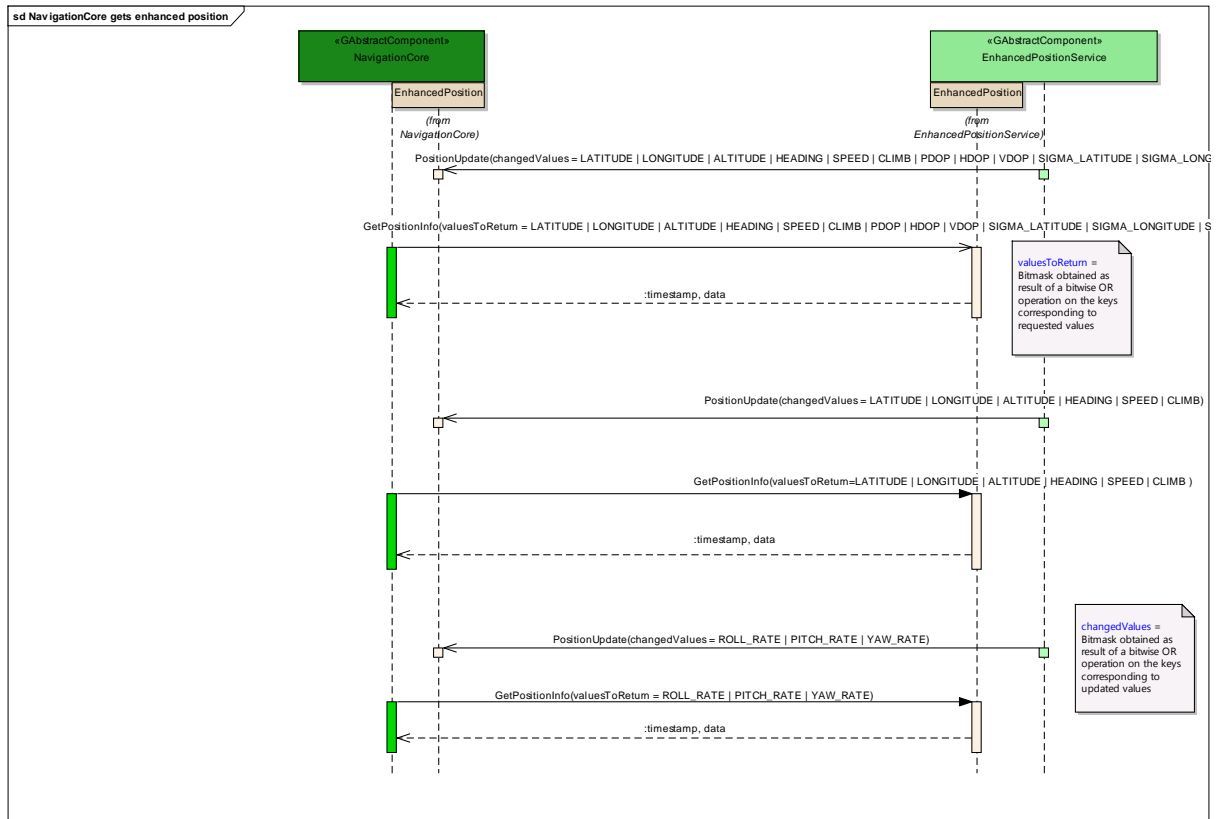 sd NavigationCore gets enhanced position
«GAbstractComponent»
NavigationCore
«GAbstractComponent»
EnhancedPositionService
EnhancedPosition
EnhancedPosition
(from
NavigationCore)
(from
EnhancedPositionService)
PositionUpdate(changedValues = LATITUDE | LONGITUDE | ALTITUDE | HEADING | SPEED | CLIMB | PDOP | HDOP | VDOP | SIGMA_LATITUDE | SIGMA_LONG
GetPositionInfo(valuesToReturn = LATITUDE | LONGITUDE | ALTITUDE | HEADING | SPEED | CLIMB | PDOP | HDOP | VDOP | SIGMA_LATITUDE | SIGMA_LONGITUDE | S
valuesToReturn =
Bitmask obtained as
result of a bitwise OR
operation on the keys
corresponding to
requested values
:timestamp, data
PositionUpdate(changedValues = LATITUDE | LONGITUDE | ALTITUDE | HEADING | SPEED | CLIMB)
GetPositionInfo(valuesToReturn=LATITUDE | LONGITUDE | ALTITUDE | HEADING | SPEED | CLIMB )
:timestamp, data
changedValues =
Bitmask obtained as
result of a bitwise OR
operation on the keys
corresponding to
updated values
PositionUpdate(changedValues = ROLL_RATE | PITCH_RATE | YAW_RATE)
GetPositionInfo(valuesToReturn = ROLL_RATE | PITCH_RATE | YAW_RATE)
:timestamp, data